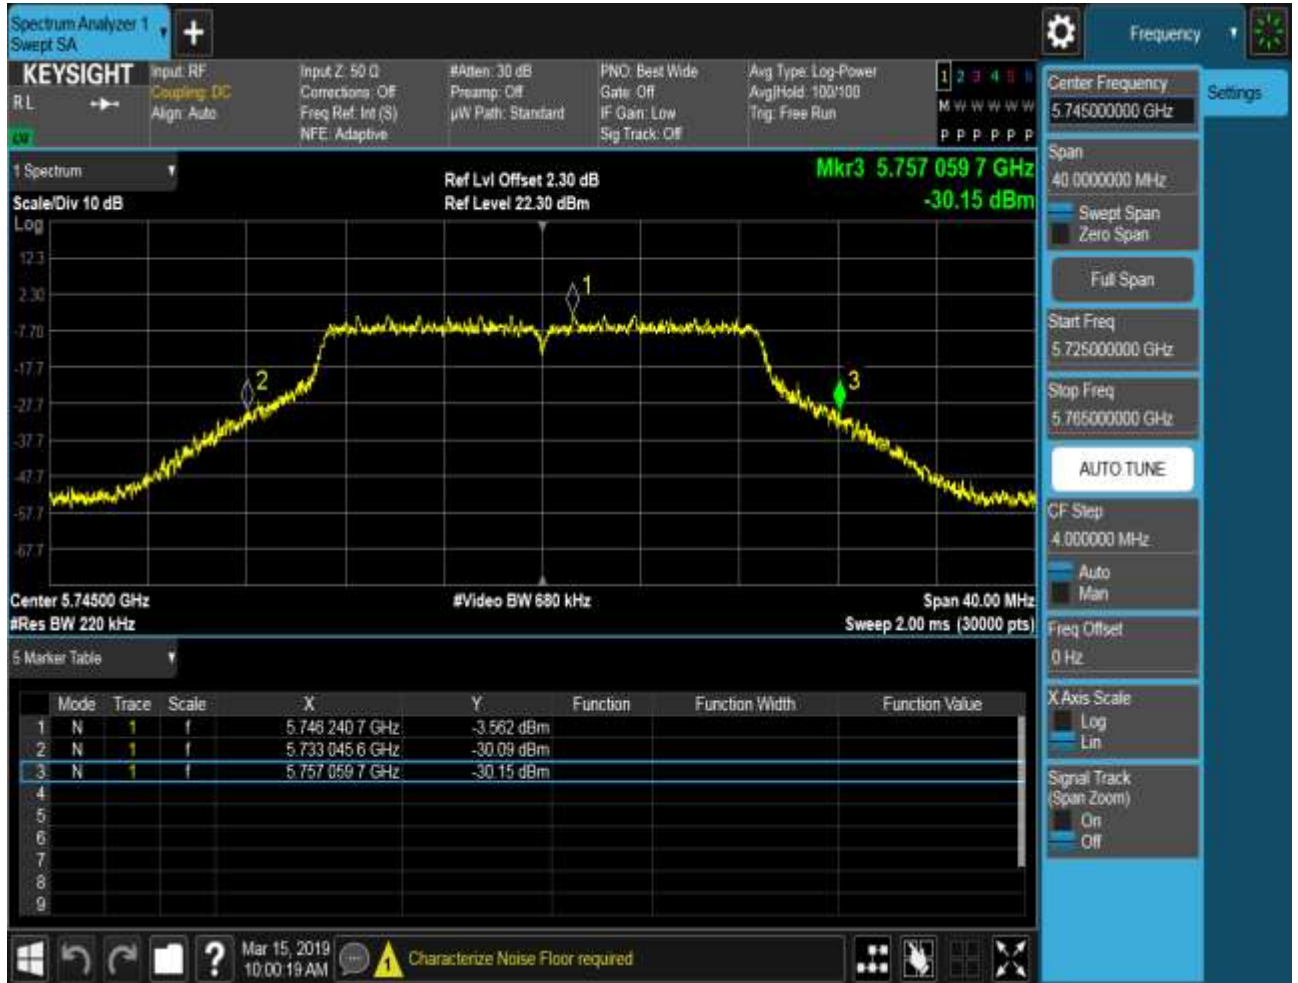 Spectrum Analyzer 1
Swept SA
+
Frequency
KEYSIGHT
RL
Input: RF
Coupling: DC
Align: Auto
Input Z: 50 Ω
Corrections: Off
Freq Ref: Int (S)
NFE: Adaptive
#Atten: 30 dB
Preamp: Off
µW Path: Standard
PNO: Best Wide
Gate: Off
IF Gain: Low
Sig Track: Off
Avg Type: Log-Power
Avg|Hold: 100/100
Trig: Free Run
1 2 3 4 5 6
M W W W W W
P P P P P P
1 Spectrum
Scale/Div 10 dB
Ref Lvl Offset 2.30 dB
Ref Level 22.30 dBm
Mkr3 5.757 059 7 GHz
-30.15 dBm
Log
12.3
2.30
-7.70
-17.7
-27.7
-37.7
-47.7
-57.7
-67.7
1
2
3
Center 5.74500 GHz
#Video BW 680 kHz
Span 40.00 MHz
#Res BW 220 kHz
Sweep 2.00 ms (30000 pts)
5 Marker Table
Mode Trace Scale X Y Function Function Width Function Value
1 N 1 f 5.746 240 7 GHz -3.562 dBm
2 N 1 f 5.733 045 6 GHz -30.09 dBm
3 N 1 f 5.757 059 7 GHz -30.15 dBm
4
5
6
7
8
9
Mar 15, 2019
10:00:19 AM
?
1
Characterize Noise Floor required
Center Frequency
5.745000000 GHz
Settings
Span
40.0000000 MHz
Swept Span
Zero Span
Full Span
Start Freq
5.725000000 GHz
Stop Freq
5.765000000 GHz
AUTO TUNE
CF Step
4.000000 MHz
Auto
Man
Freq Offset
0 Hz
X Axis Scale
Log
Lin
Signal Track
(Span Zoom)
On
Off